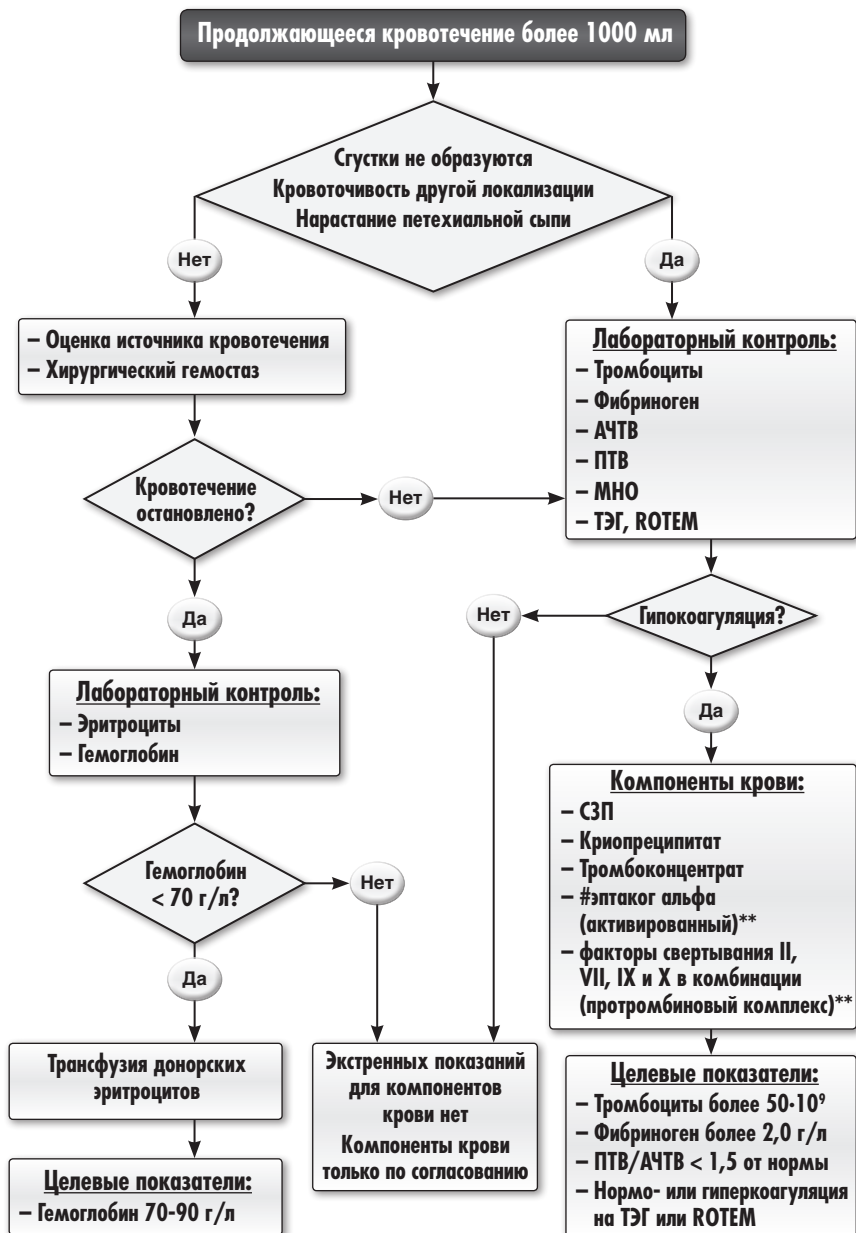 Продолжающееся кровотечение более 1000 мл
Сгустки не образуются
Кровоточивость другой локализации
Нарастание петехиальной сыпи
Нет
Да
– Оценка источника кровотечения
– Хирургический гемостаз
Лабораторный контроль:
– Тромбоциты
– Фибриноген
– АЧТВ
– ПТВ
– МНО
– ТЭГ, ROTEM
Кровотечение
остановлено?
Нет
Да
Нет
Гипокоагуляция?
Да
Лабораторный контроль:
– Эритроциты
– Гемоглобин
Гемоглобин
< 70 г/л?
Нет
Да
Компоненты крови:
– СЗП
– Криопреципитат
– Тромбоконцентрат
– #эптаког альфа
(активированный)**
– факторы свертывания II,
VII, IX и X в комбинации
(протромбиновый комплекс)**
Трансфузия донорских
эритроцитов
Экстренных показаний
для компонентов
крови нет
Компоненты крови
только по согласованию
Целевые показатели:
– Гемоглобин 70-90 г/л
Целевые показатели:
– Тромбоциты более 50·10⁹
– Фибриноген более 2,0 г/л
– ПТВ/АЧТВ < 1,5 от нормы
– Нормо- или гиперкоагуляция
на ТЭГ или ROTEM